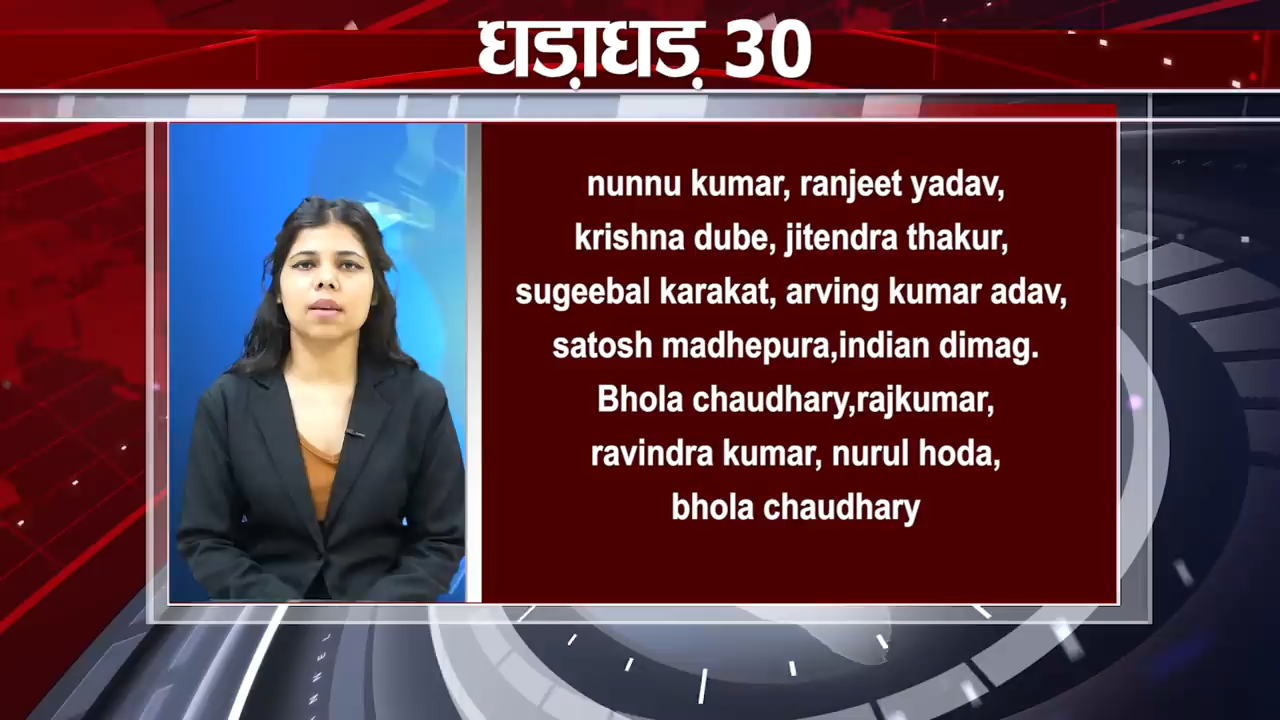 धड़ाधड़ 30
nunnu kumar, ranjeet yadav,
krishna dube, jitendra thakur,
sugeebal karakat, arving kumar adav,
satosh madhepura,indian dimag.
Bhola chaudhary,rajkumar,
ravindra kumar, nurul hoda,
bhola chaudhary